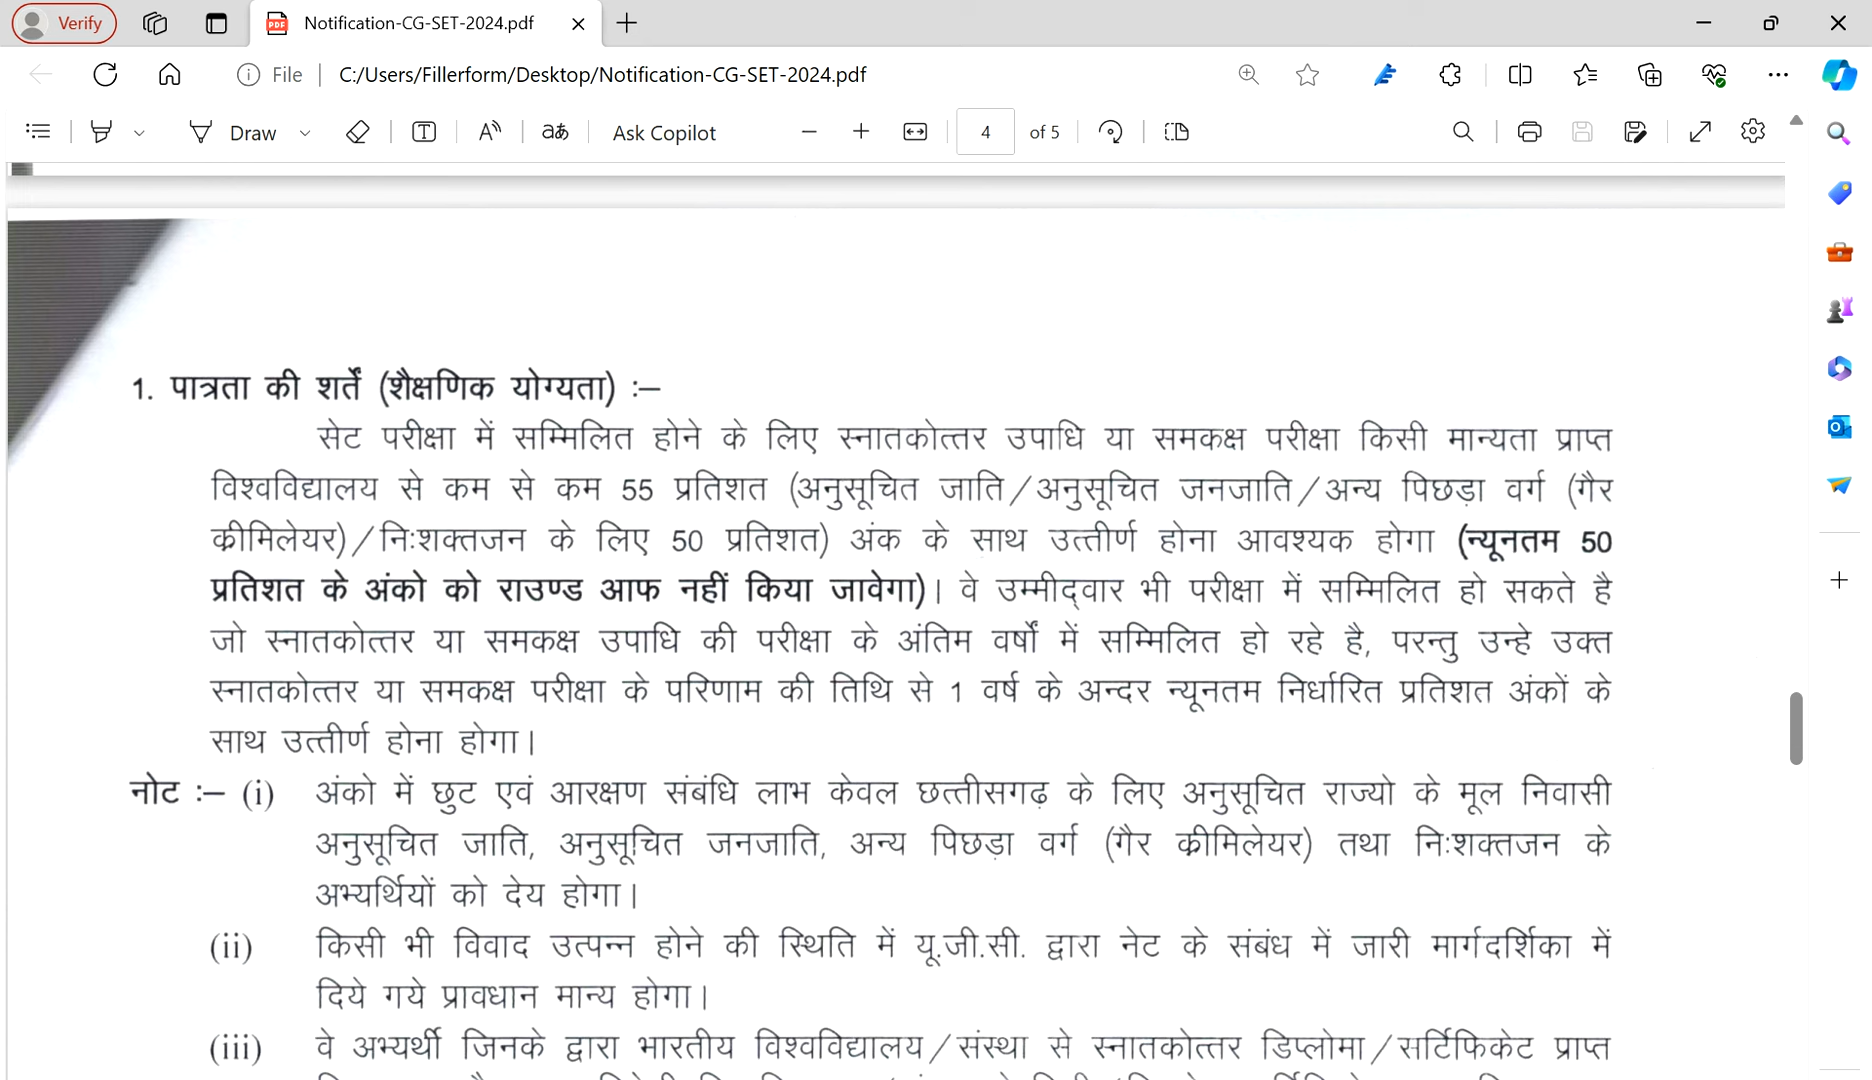 Verify
Notification-CG-SET-2024.pdf
File
C:/Users/Fillerform/Desktop/Notification-CG-SET-2024.pdf
Draw
Ask Copilot
4 of 5
1. पात्रता की शर्तें (शैक्षणिक योग्यता) :–
सेट परीक्षा में सम्मिलित होने के लिए स्नातकोत्तर उपाधि या समकक्ष परीक्षा किसी मान्यता प्राप्त
विश्वविद्यालय से कम से कम 55 प्रतिशत (अनुसूचित जाति/अनुसूचित जनजाति/अन्य पिछड़ा वर्ग (गैर
क्रीमिलेयर)/निःशक्तजन के लिए 50 प्रतिशत) अंक के साथ उत्तीर्ण होना आवश्यक होगा (न्यूनतम 50
प्रतिशत के अंको को राउण्ड आफ नहीं किया जावेगा)। वे उम्मीद्वार भी परीक्षा में सम्मिलित हो सकते है
जो स्नातकोत्तर या समकक्ष उपाधि की परीक्षा के अंतिम वर्षों में सम्मिलित हो रहे है, परन्तु उन्हे उक्त
स्नातकोत्तर या समकक्ष परीक्षा के परिणाम की तिथि से 1 वर्ष के अन्दर न्यूनतम निर्धारित प्रतिशत अंकों के
साथ उत्तीर्ण होना होगा।
नोट :– (i) अंको में छुट एवं आरक्षण संबंधि लाभ केवल छत्तीसगढ़ के लिए अनुसूचित राज्यो के मूल निवासी
अनुसूचित जाति, अनुसूचित जनजाति, अन्य पिछड़ा वर्ग (गैर क्रीमिलेयर) तथा निःशक्तजन के
अभ्यर्थियों को देय होगा।
(ii) किसी भी विवाद उत्पन्न होने की स्थिति में यू.जी.सी. द्वारा नेट के संबंध में जारी मार्गदर्शिका में
दिये गये प्रावधान मान्य होगा।
(iii) वे अभ्यर्थी जिनके द्वारा भारतीय विश्वविद्यालय/संस्था से स्नातकोत्तर डिप्लोमा/सर्टिफिकेट प्राप्त